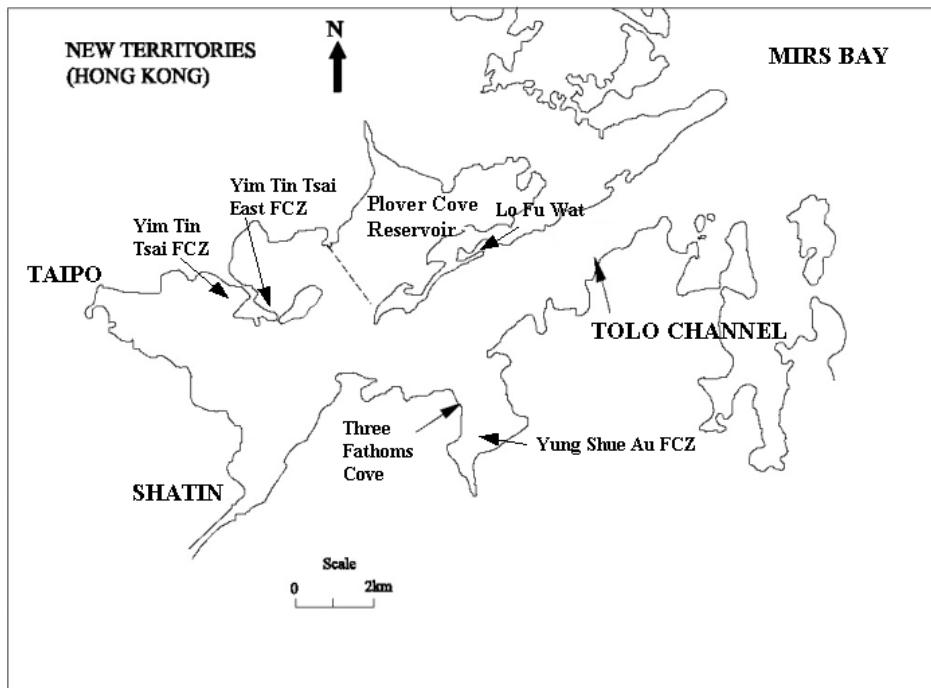 NEW TERRITORIES
(HONG KONG)
N
MIRS BAY
Yim Tin Tsai
East FCZ
Yim Tin
Tsai FCZ
Plover Cove
Reservoir
Lo Fu Wat
TAIPO
TOLO CHANNEL
Three
Fathoms
Cove
Yung Shue Au FCZ
SHATIN
Scale
0 2km